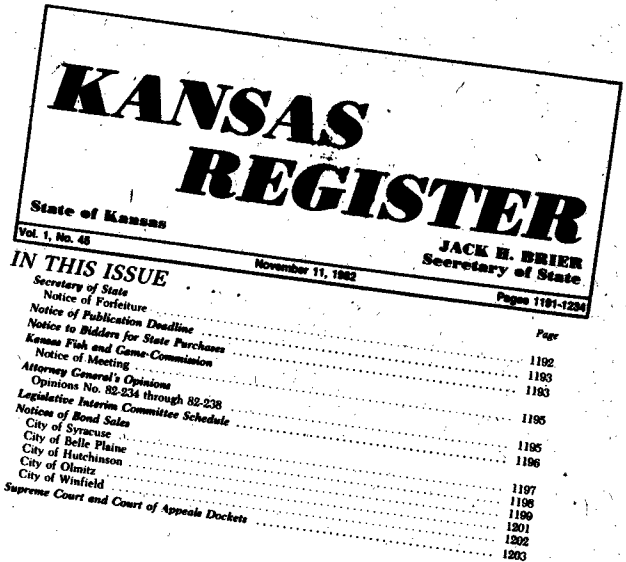 KANSAS
REGISTER
State of Kansas
JACK H. BRIER
Secretary of State
Vol. 1, No. 45 November 11, 1982 Pages 1191-1234
IN THIS ISSUE
Page
Secretary of State
Notice of Forfeiture 1192
Notice of Publication Deadline 1193
Notice to Bidders for State Purchases 1193
Kansas Fish and Game Commission
Notice of Meeting 1195
Attorney General's Opinions
Opinions No. 82-234 through 82-238 1195
Legislative Interim Committee Schedule 1196
Notices of Bond Sales
City of Syracuse 1197
City of Belle Plaine 1198
City of Hutchinson 1199
City of Olmitz 1201
City of Winfield 1202
Supreme Court and Court of Appeals Dockets 1203